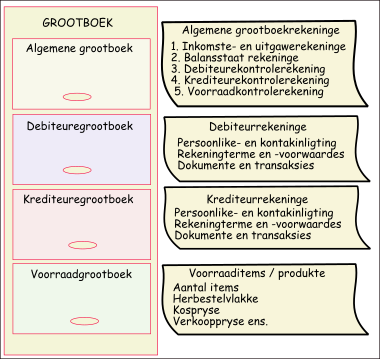 GROOTBOEK
Algemene grootboek
Debiteuregrootboek
Krediteuregrootboek
Voorraadgrootboek
Algemene grootboekrekeninge
1. Inkomste- en uitgawerekeninge
2. Balansstaat rekeninge
3. Debiteurekontrolerekening
4. Krediteurekontrolerekening
5. Voorraadkontrolerekening
Debiteurrekeninge
Persoonlike- en kontakinligting
Rekeningterme en -voorwaardes
Dokumente en transaksies
Krediteurrekeninge
Persoonlike- en kontakinligting
Rekeningterme en -voorwaardes
Dokumente en transaksies
Voorraaditems / produkte
Aantal items
Herbestelvlakke
Kospryse
Verkooppryse ens.